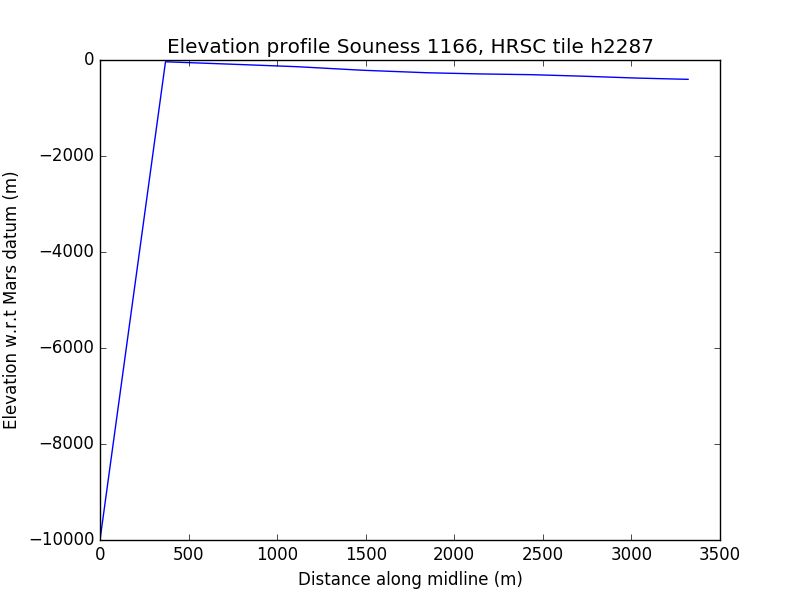 Elevation profile Souness 1166, HRSC tile h2287
Elevation w.r.t Mars datum (m)
0
−2000
−4000
−6000
−8000
−10000
0 500 1000 1500 2000 2500 3000 3500
Distance along midline (m)